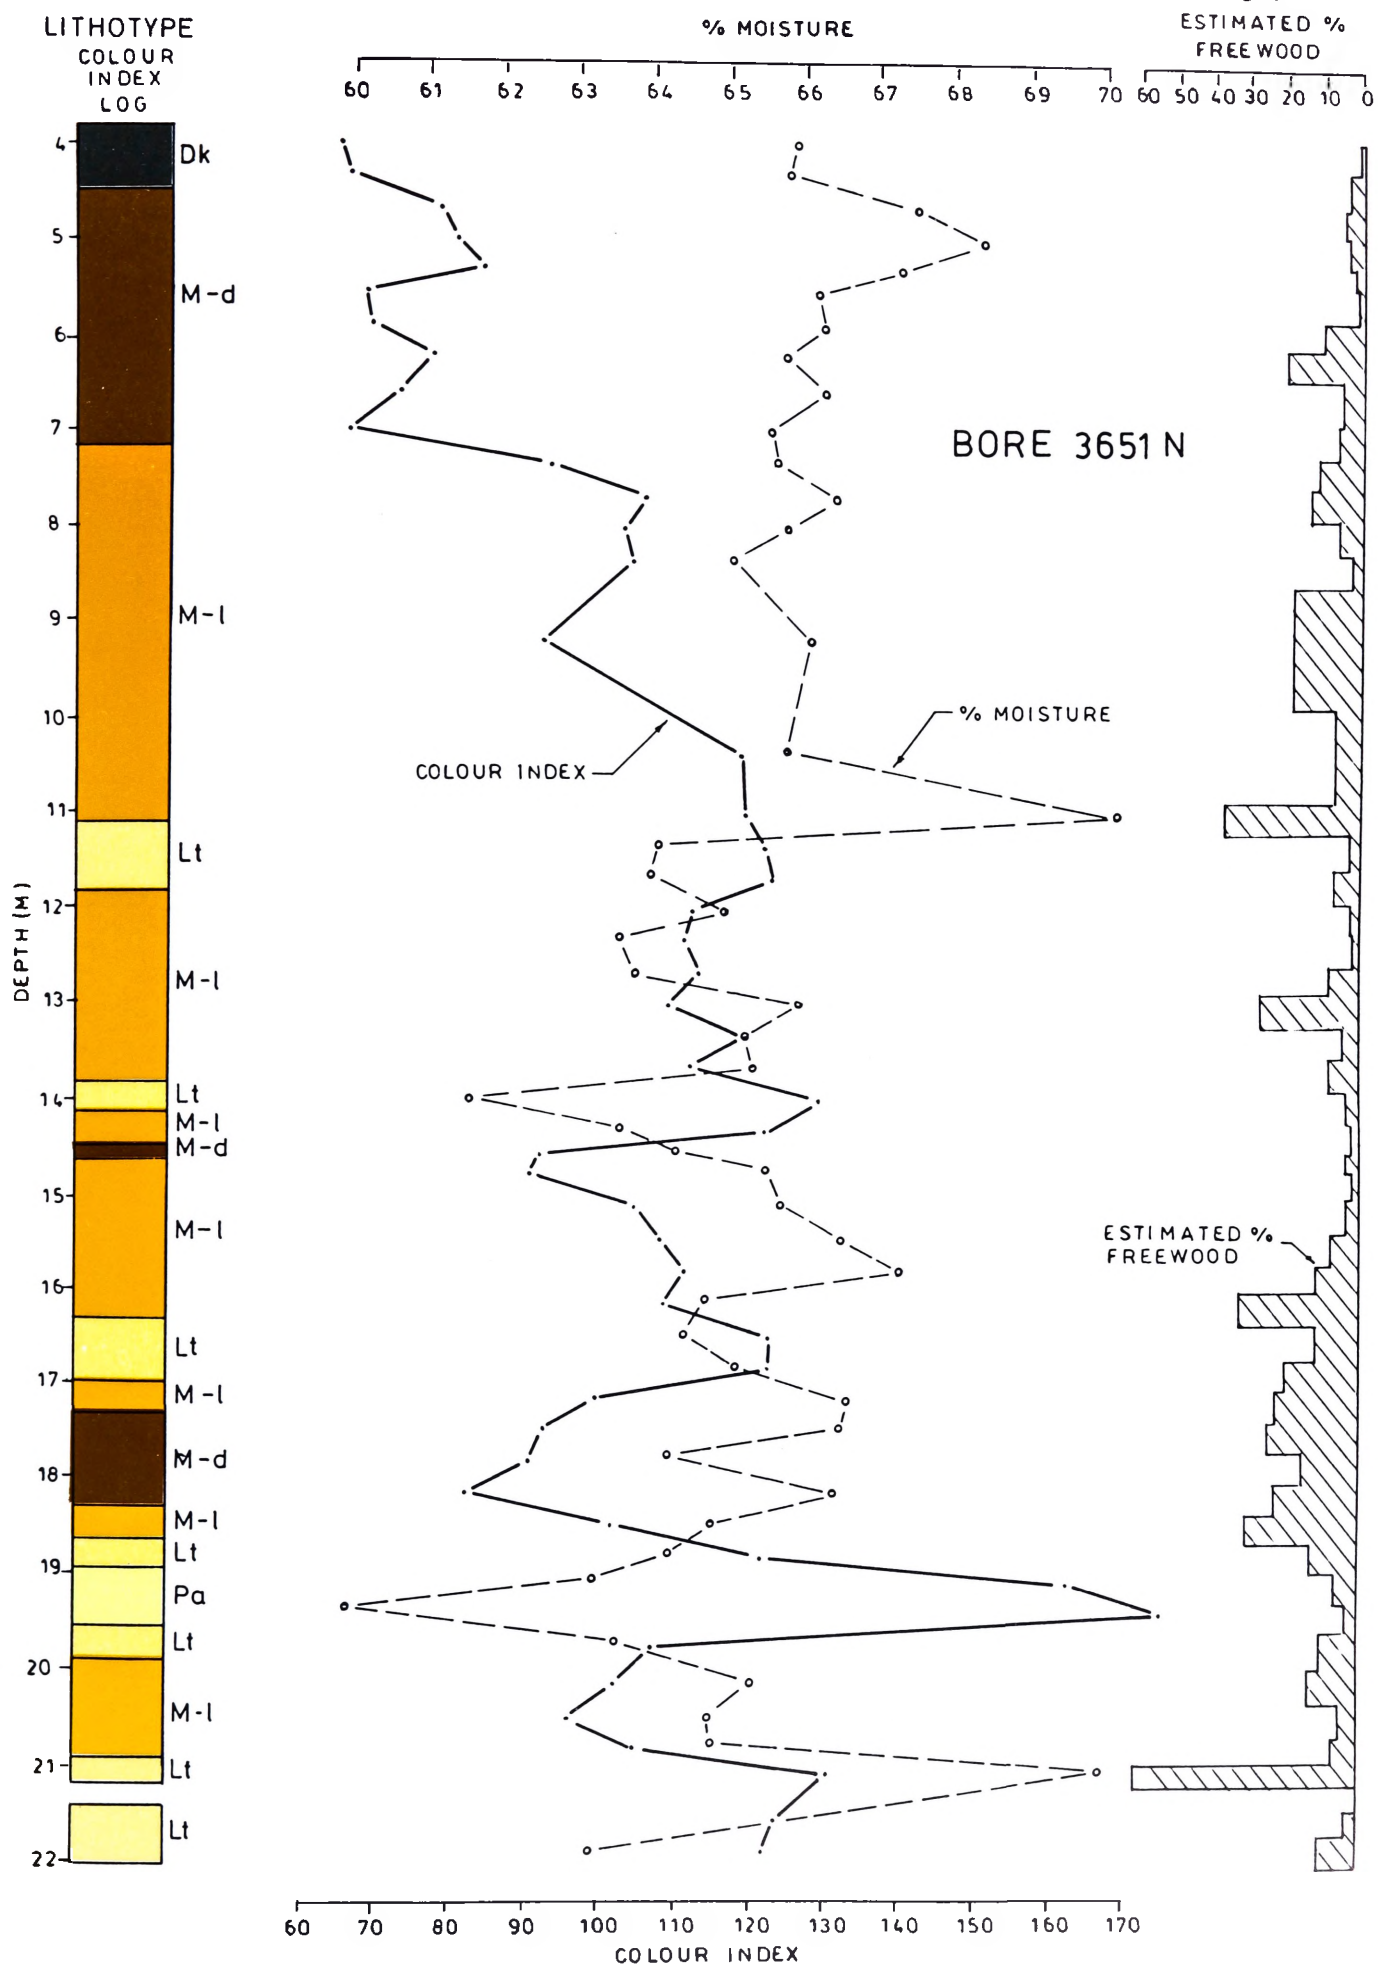 LITHOTYPE
COLOUR
INDEX
LOG
% MOISTURE
ESTIMATED %
FREEWOOD
60 61 62 63 64 65 66 67 68 69 70
60 50 40 30 20 10 0
4
Dk
5
M-d
6
7
BORE 3651 N
8
9
M-l
10
% MOISTURE
COLOUR INDEX
11
Lt
12
DEPTH (M)
M-l
13
14
Lt
M-l
M-d
15
M-l
ESTIMATED %
FREEWOOD
16
Lt
17
M-l
M-d
18
M-l
Lt
19
Pa
Lt
20
M-l
21
Lt
Lt
22
60 70 80 90 100 110 120 130 140 150 160 170
COLOUR INDEX